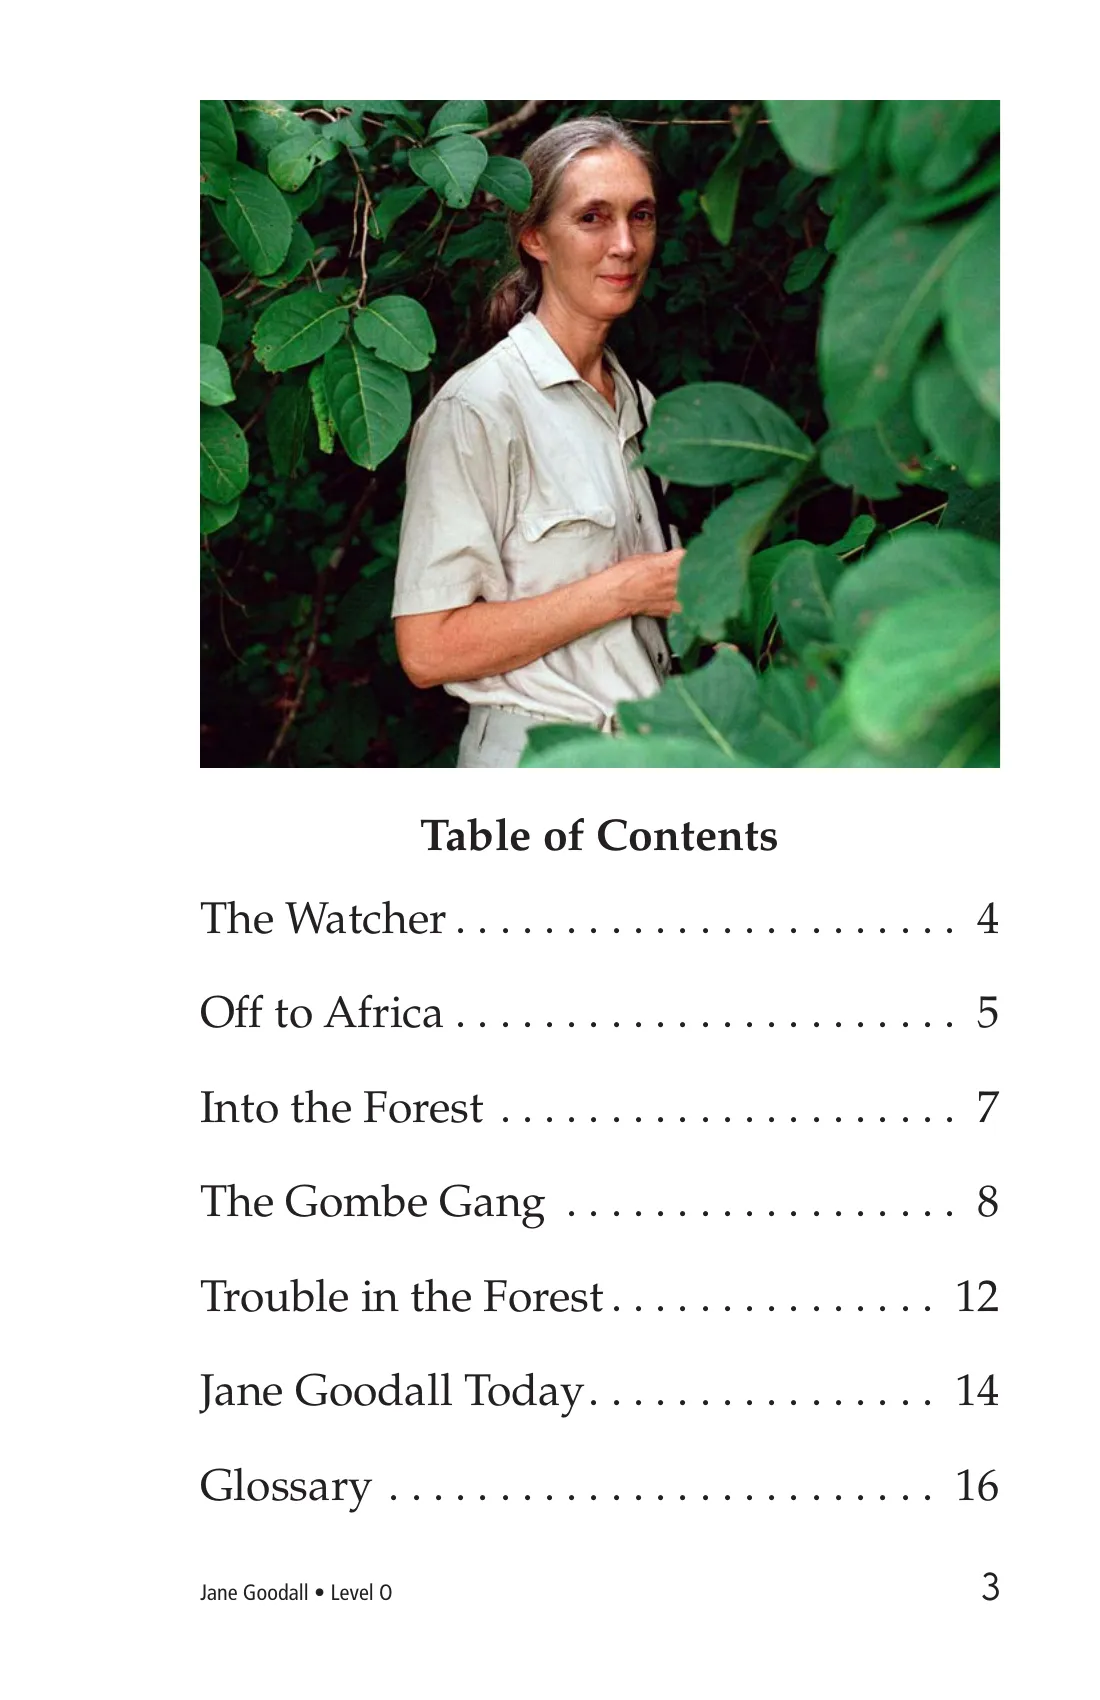 Table of Contents
The Watcher . . . . . . . . . . . . . . . . . . . . . . . 4
Off to Africa . . . . . . . . . . . . . . . . . . . . . . . 5
Into the Forest . . . . . . . . . . . . . . . . . . . . . 7
The Gombe Gang . . . . . . . . . . . . . . . . . . 8
Trouble in the Forest . . . . . . . . . . . . . . . 12
Jane Goodall Today . . . . . . . . . . . . . . . . 14
Glossary . . . . . . . . . . . . . . . . . . . . . . . . . 16
Jane Goodall • Level O 3